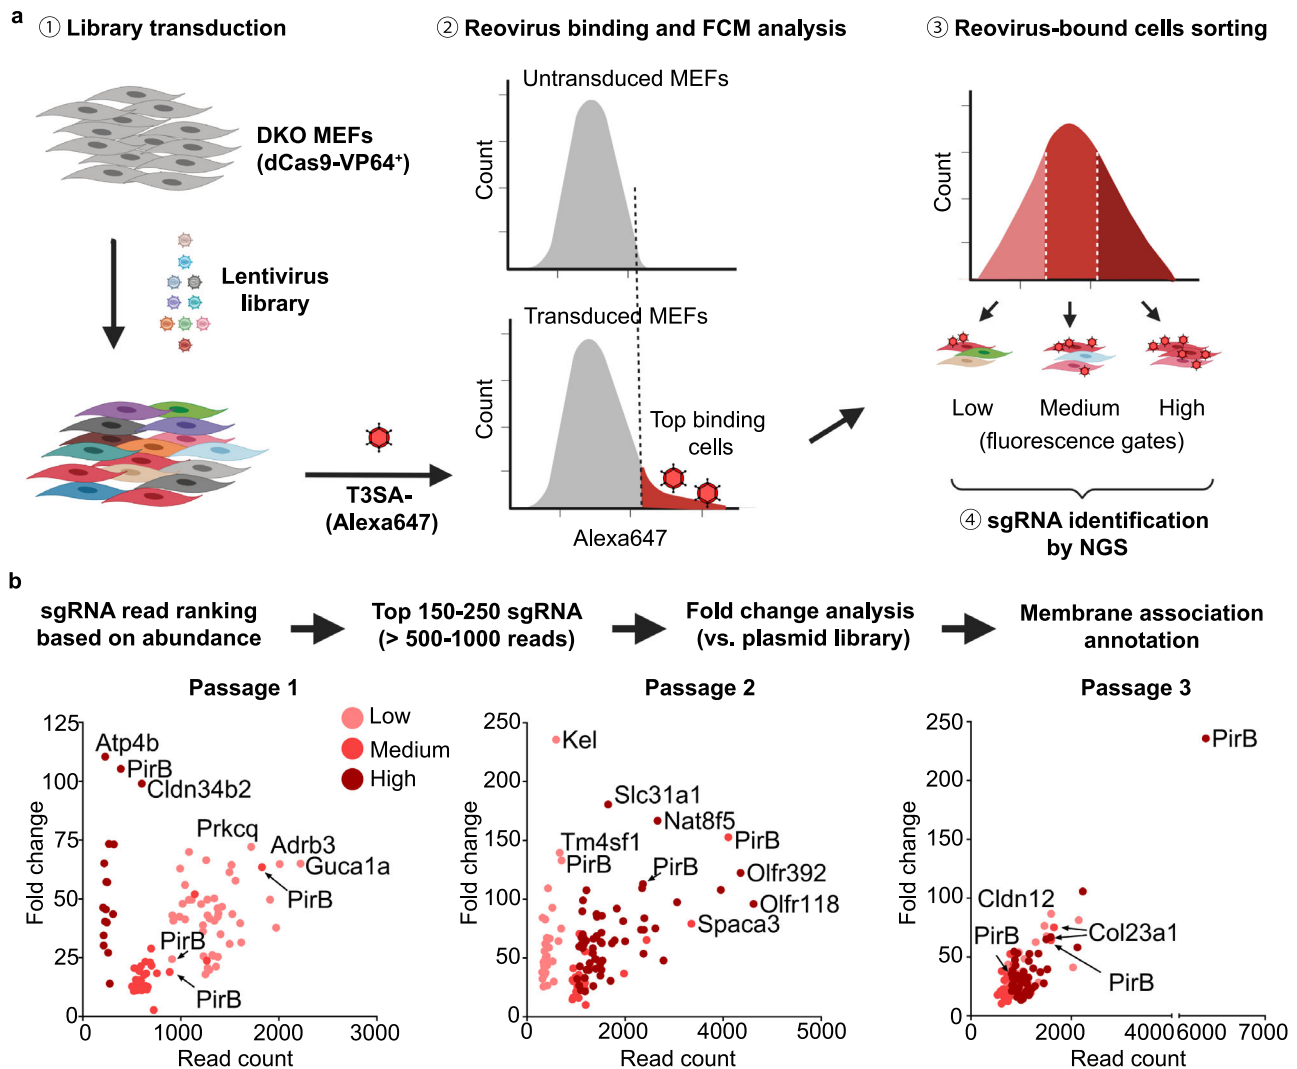 a
① Library transduction
② Reovirus binding and FCM analysis
③ Reovirus-bound cells sorting
DKO MEFs
(dCas9-VP64⁺)
Lentivirus
library
T3SA-
(Alexa647)
Untransduced MEFs
Count
Transduced MEFs
Count
Top binding
cells
Alexa647
Count
Low
Medium
High
(fluorescence gates)
④ sgRNA identification
by NGS
b
sgRNA read ranking
based on abundance
Top 150-250 sgRNA
(> 500-1000 reads)
Fold change analysis
(vs. plasmid library)
Membrane association
annotation
Passage 1
Fold change
125
100
75
50
25
0
0
1000
2000
3000
Read count
Atp4b
PirB
Cldn34b2
Prkcq
Adrb3
Guca1a
PirB
PirB
PirB
Low
Medium
High
Passage 2
Fold change
250
200
150
100
50
0
0
2000
4000
5000
Read count
Kel
Slc31a1
Nat8f5
Tm4sf1
PirB
PirB
PirB
Olfr392
Olfr118
Spaca3
Passage 3
Fold change
250
200
150
100
50
0
0
2000
4000
6000
7000
Read count
PirB
Cldn12
Col23a1
PirB
PirB